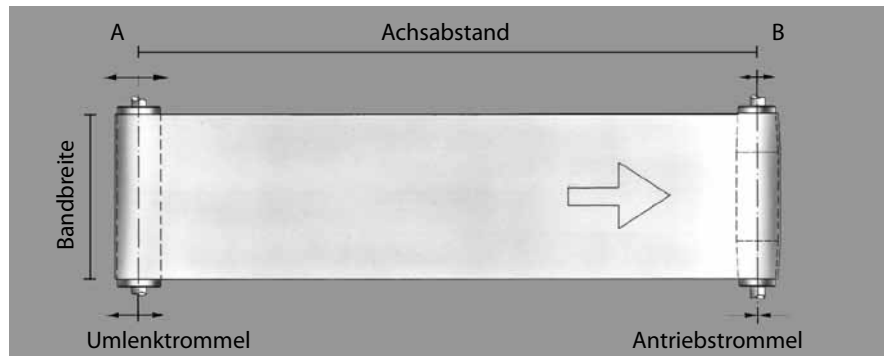 A
Achsabstand
B
Bandbreite
Umlenktrommel
Antriebstrommel